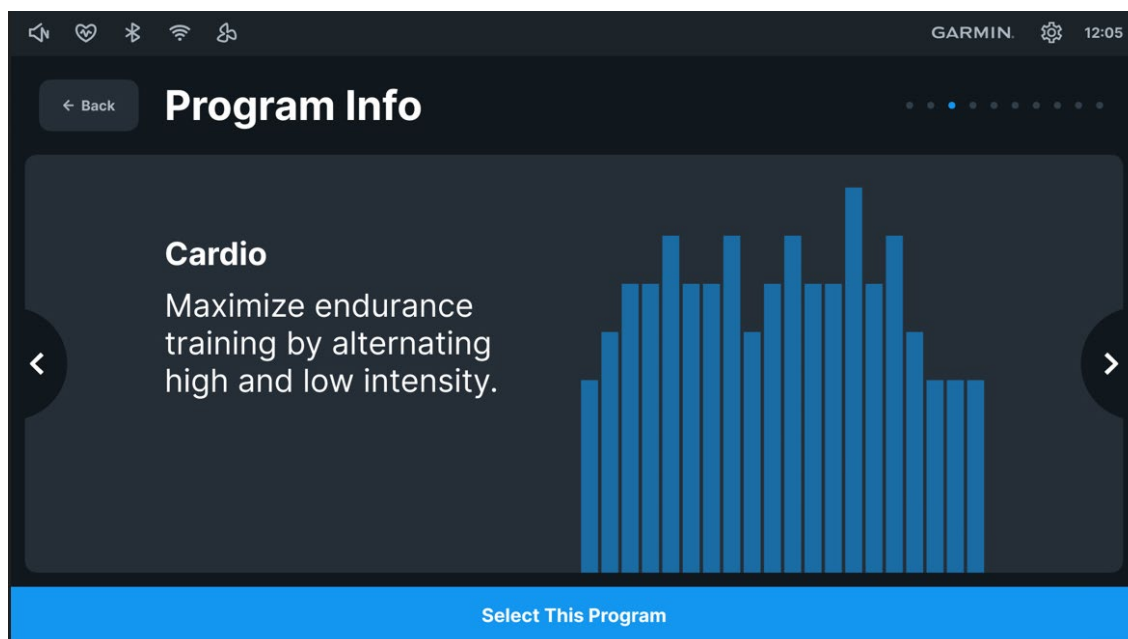 GARMIN.
12:05
← Back
Program Info
Cardio
Maximize endurance
training by alternating
high and low intensity.
Select This Program